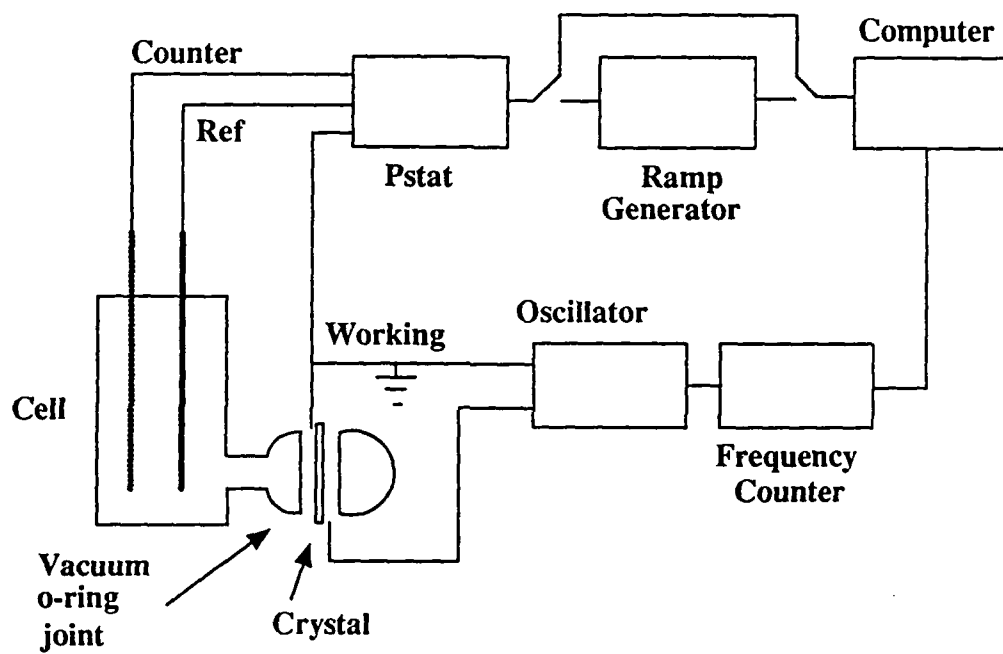 Counter
Computer
Ref
Pstat
Ramp
Generator
Working
Oscillator
Cell
Frequency
Counter
Vacuum
o-ring
joint
Crystal